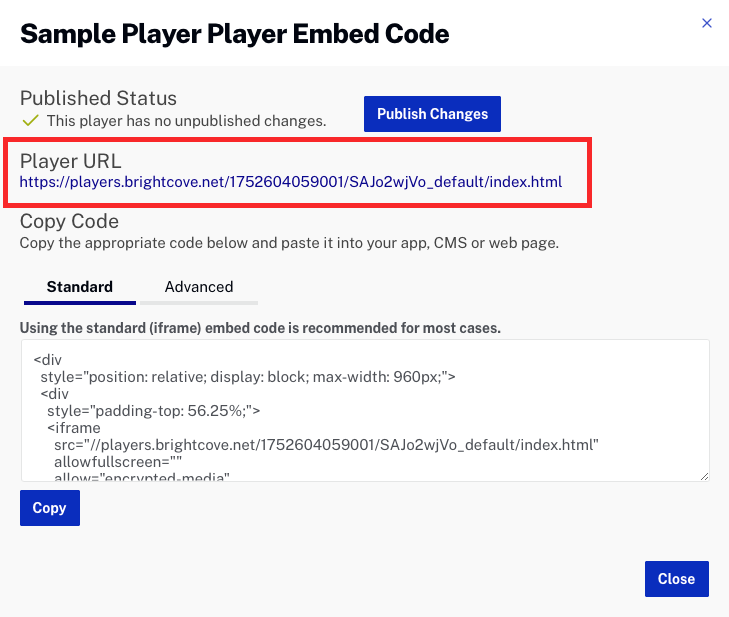 Sample Player Player Embed Code
Published Status
This player has no unpublished changes.
Publish Changes
Player URL
https://players.brightcove.net/1752604059001/SAJo2wjVo_default/index.html
Copy Code
Copy the appropriate code below and paste it into your app, CMS or web page.
Standard Advanced
Using the standard (iframe) embed code is recommended for most cases.
<div
style="position: relative; display: block; max-width: 960px;">
<div
style="padding-top: 56.25%;">
<iframe
src="//players.brightcove.net/1752604059001/SAJo2wjVo_default/index.html"
allowfullscreen=""
allow="encrypted-media"
Copy
Close